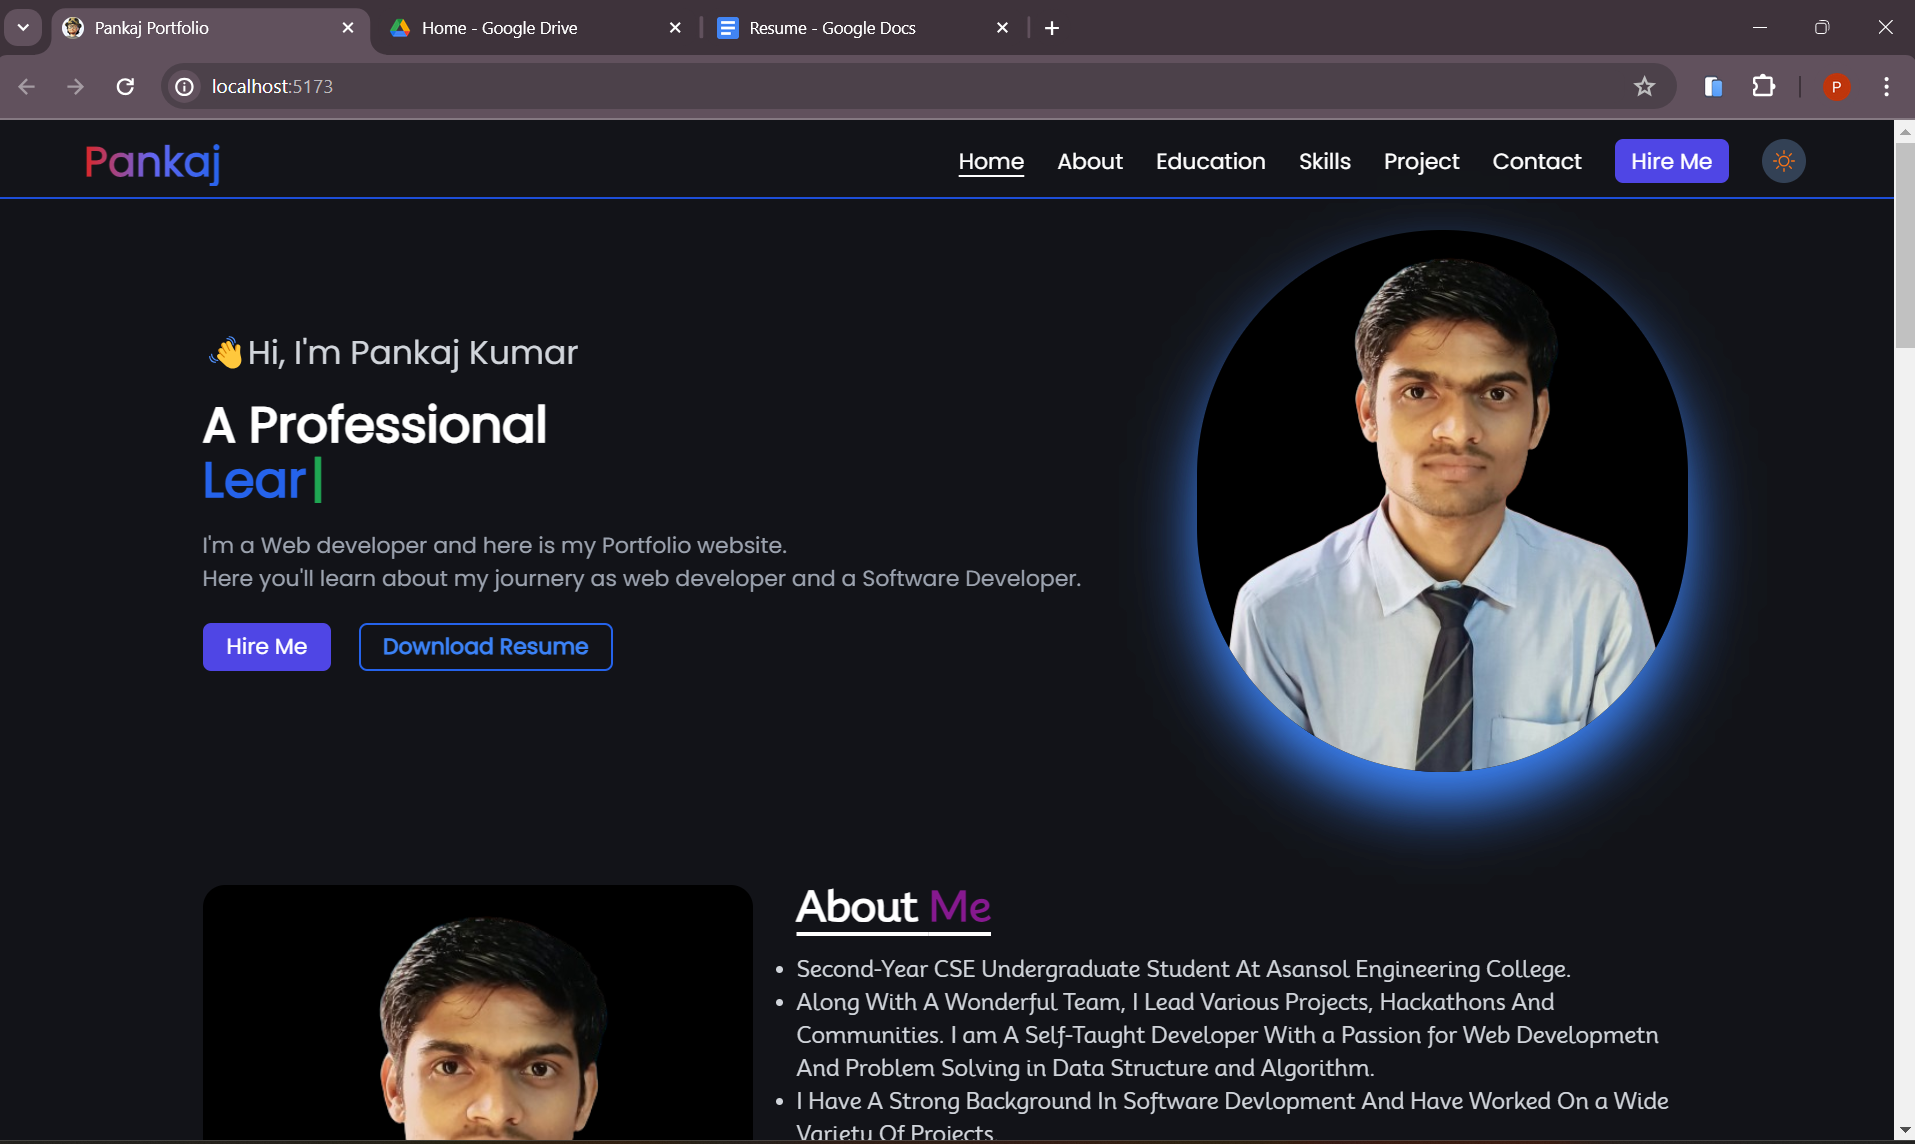 Pankaj Portfolio
Home - Google Drive
Resume - Google Docs
localhost:5173
P
Pankaj
Home About Education Skills Project Contact Hire Me
👋Hi, I'm Pankaj Kumar
A Professional
Lear|
I'm a Web developer and here is my Portfolio website.
Here you'll learn about my journery as web developer and a Software Developer.
Hire Me Download Resume
About Me
• Second-Year CSE Undergraduate Student At Asansol Engineering College.
• Along With A Wonderful Team, I Lead Various Projects, Hackathons And
Communities. I am A Self-Taught Developer With a Passion for Web Developmetn
And Problem Solving in Data Structure and Algorithm.
• I Have A Strong Background In Software Devlopment And Have Worked On a Wide
Variety Of Projects.